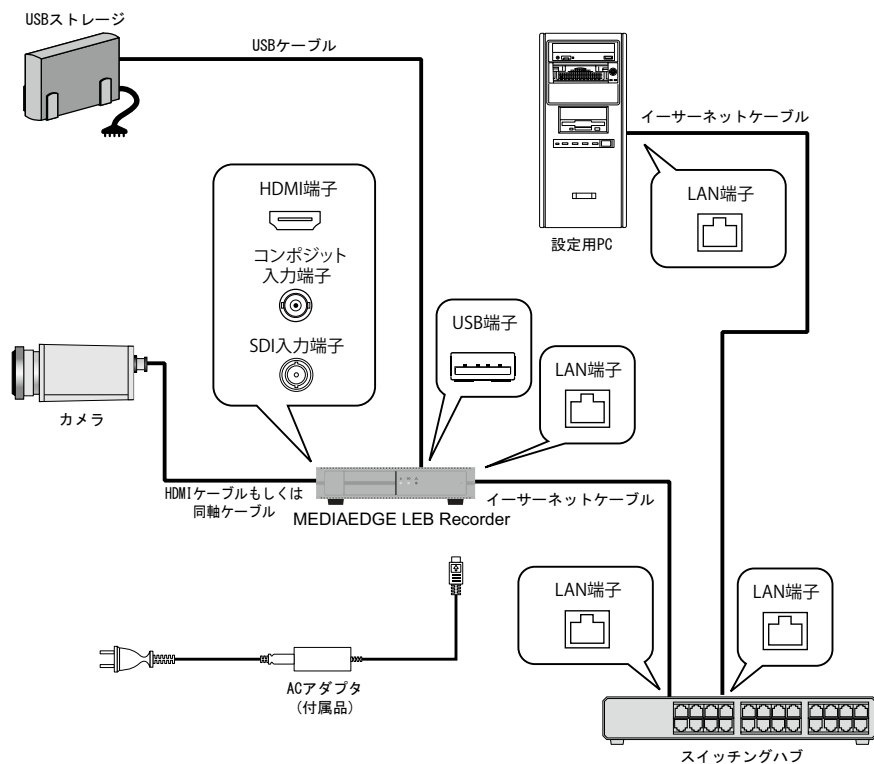 USBストレージ
USBケーブル
イーサーネットケーブル
HDMI端子
コンポジット
入力端子
SDI入力端子
LAN端子
設定用PC
USB端子
LAN端子
カメラ
HDMIケーブルもしくは
同軸ケーブル
イーサーネットケーブル
MEDIAEDGE LEB Recorder
LAN端子
LAN端子
ACアダプタ
(付属品)
スイッチングハブ